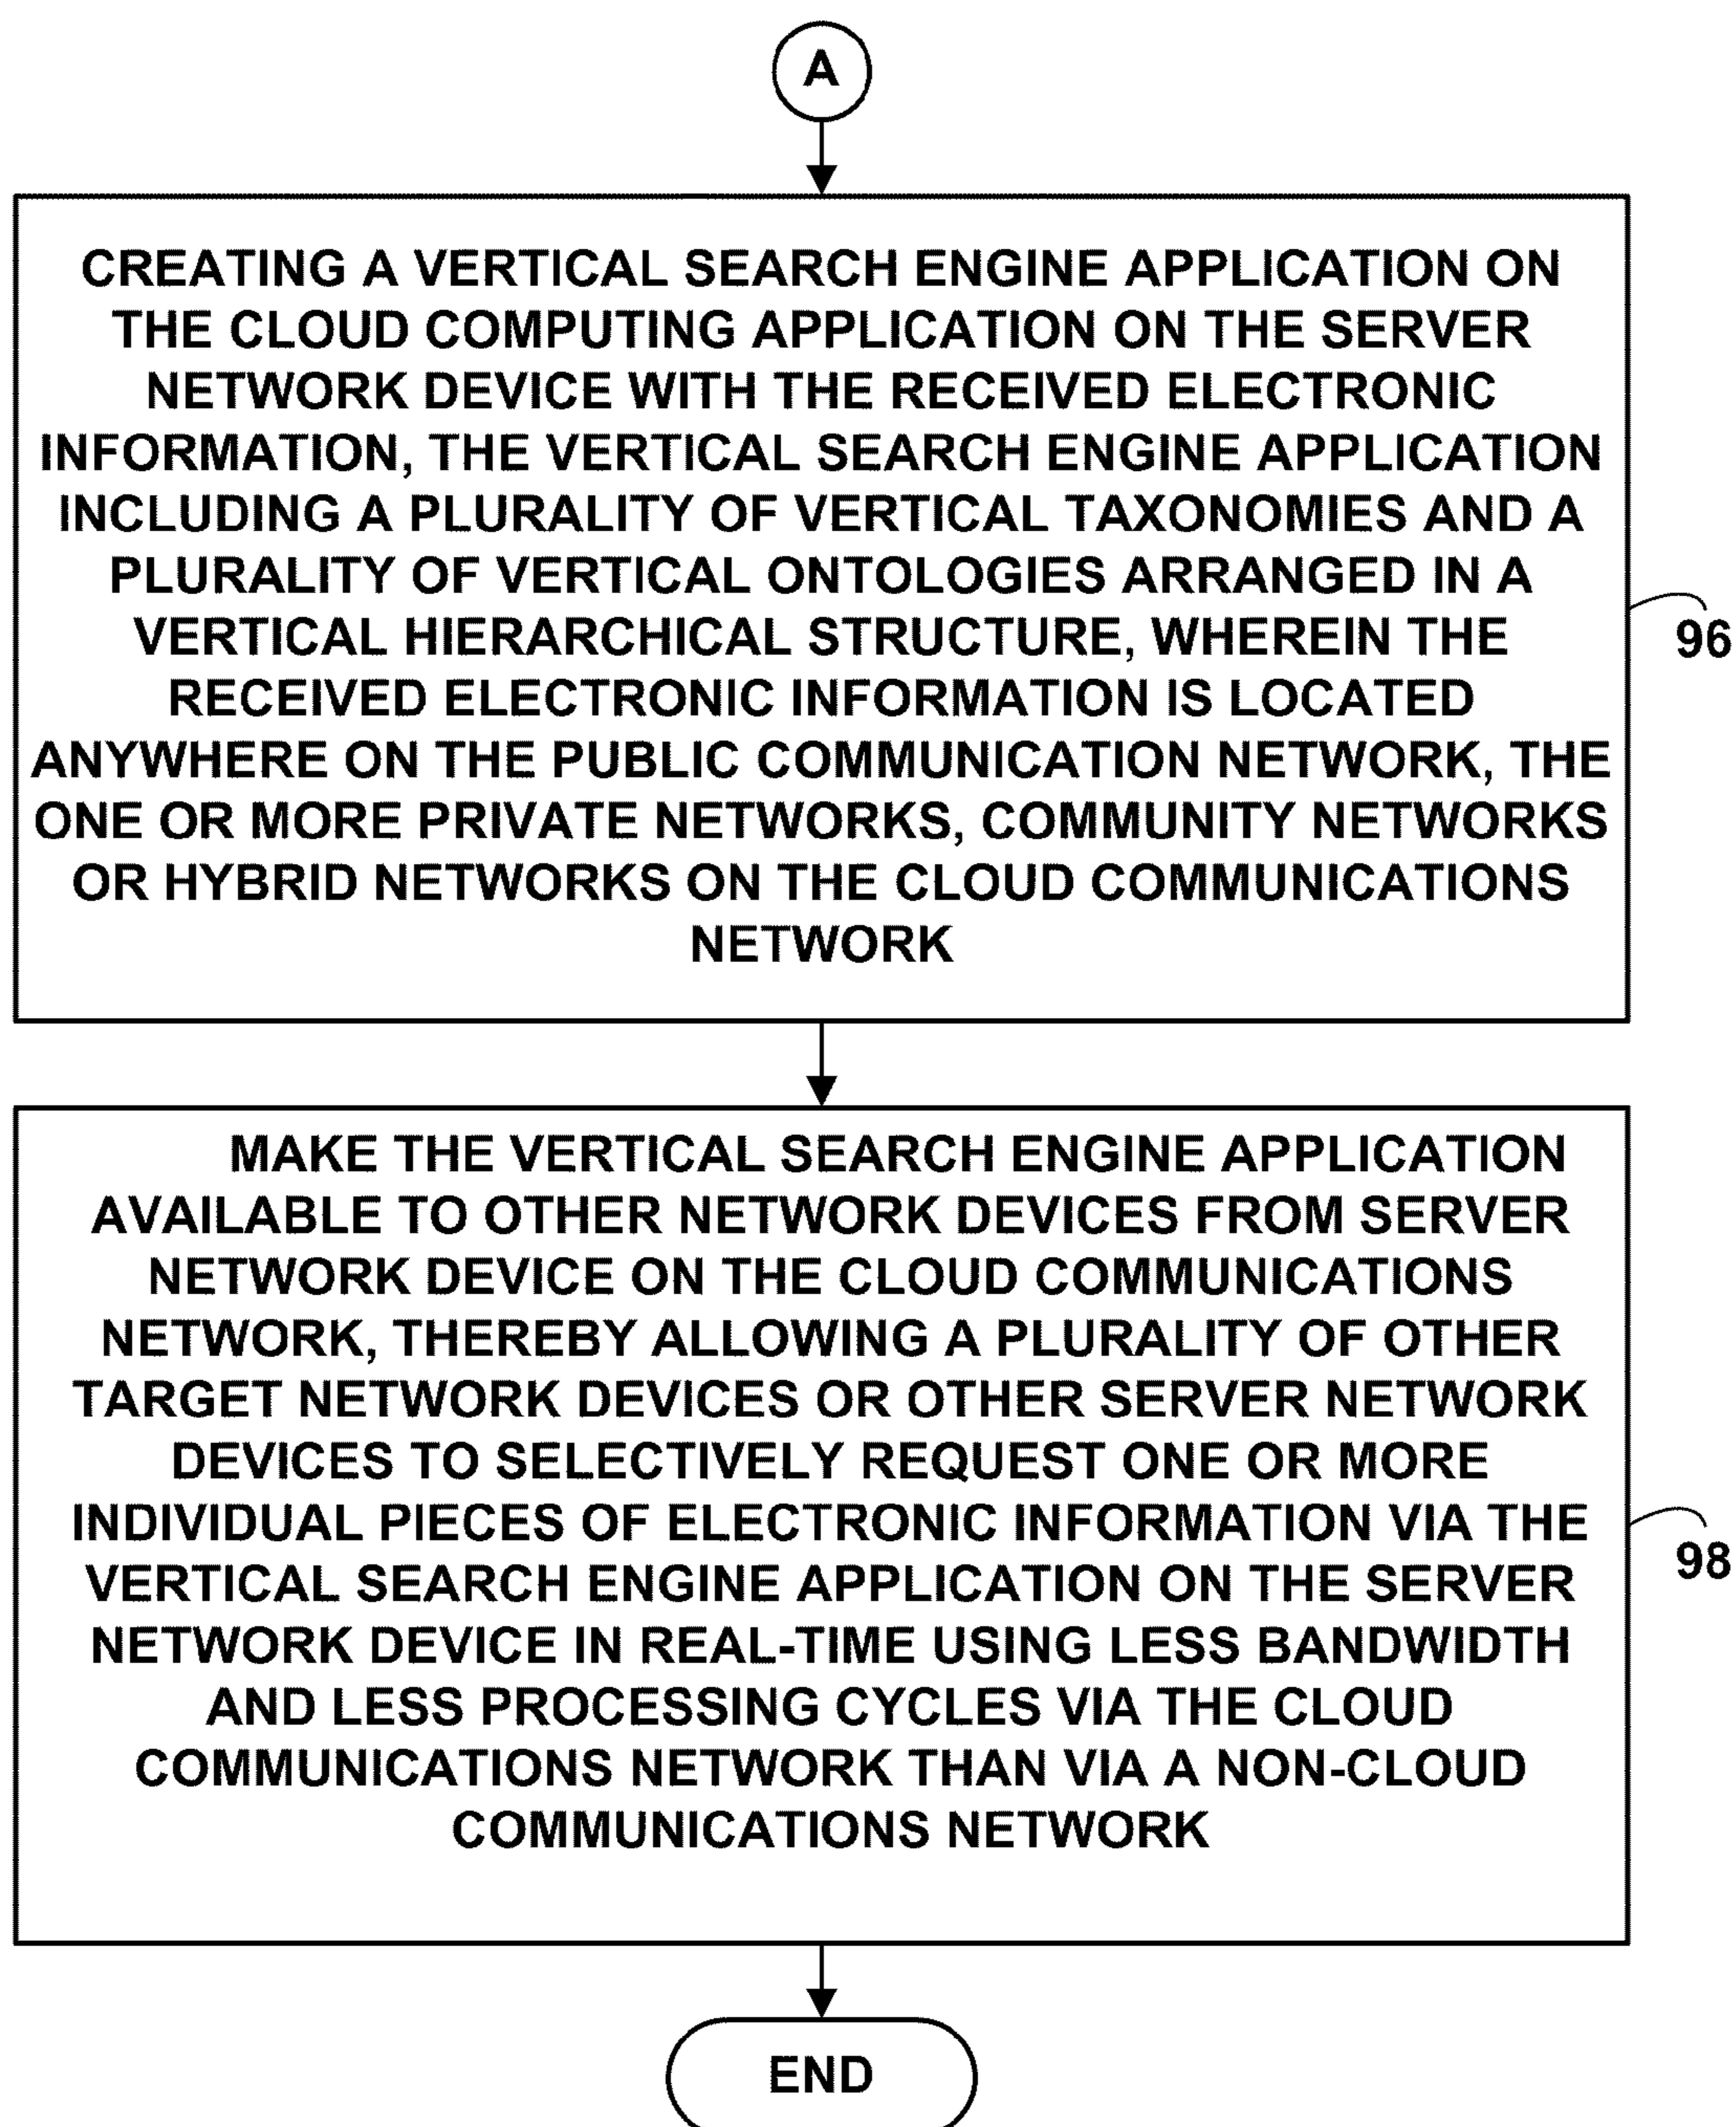 A
CREATING A VERTICAL SEARCH ENGINE APPLICATION ON
THE CLOUD COMPUTING APPLICATION ON THE SERVER
NETWORK DEVICE WITH THE RECEIVED ELECTRONIC
INFORMATION, THE VERTICAL SEARCH ENGINE APPLICATION
INCLUDING A PLURALITY OF VERTICAL TAXONOMIES AND A
PLURALITY OF VERTICAL ONTOLOGIES ARRANGED IN A
VERTICAL HIERARCHICAL STRUCTURE, WHEREIN THE
RECEIVED ELECTRONIC INFORMATION IS LOCATED
ANYWHERE ON THE PUBLIC COMMUNICATION NETWORK, THE
ONE OR MORE PRIVATE NETWORKS, COMMUNITY NETWORKS
OR HYBRID NETWORKS ON THE CLOUD COMMUNICATIONS
NETWORK
96
MAKE THE VERTICAL SEARCH ENGINE APPLICATION
AVAILABLE TO OTHER NETWORK DEVICES FROM SERVER
NETWORK DEVICE ON THE CLOUD COMMUNICATIONS
NETWORK, THEREBY ALLOWING A PLURALITY OF OTHER
TARGET NETWORK DEVICES OR OTHER SERVER NETWORK
DEVICES TO SELECTIVELY REQUEST ONE OR MORE
INDIVIDUAL PIECES OF ELECTRONIC INFORMATION VIA THE
VERTICAL SEARCH ENGINE APPLICATION ON THE SERVER
NETWORK DEVICE IN REAL-TIME USING LESS BANDWIDTH
AND LESS PROCESSING CYCLES VIA THE CLOUD
COMMUNICATIONS NETWORK THAN VIA A NON-CLOUD
COMMUNICATIONS NETWORK
98
END